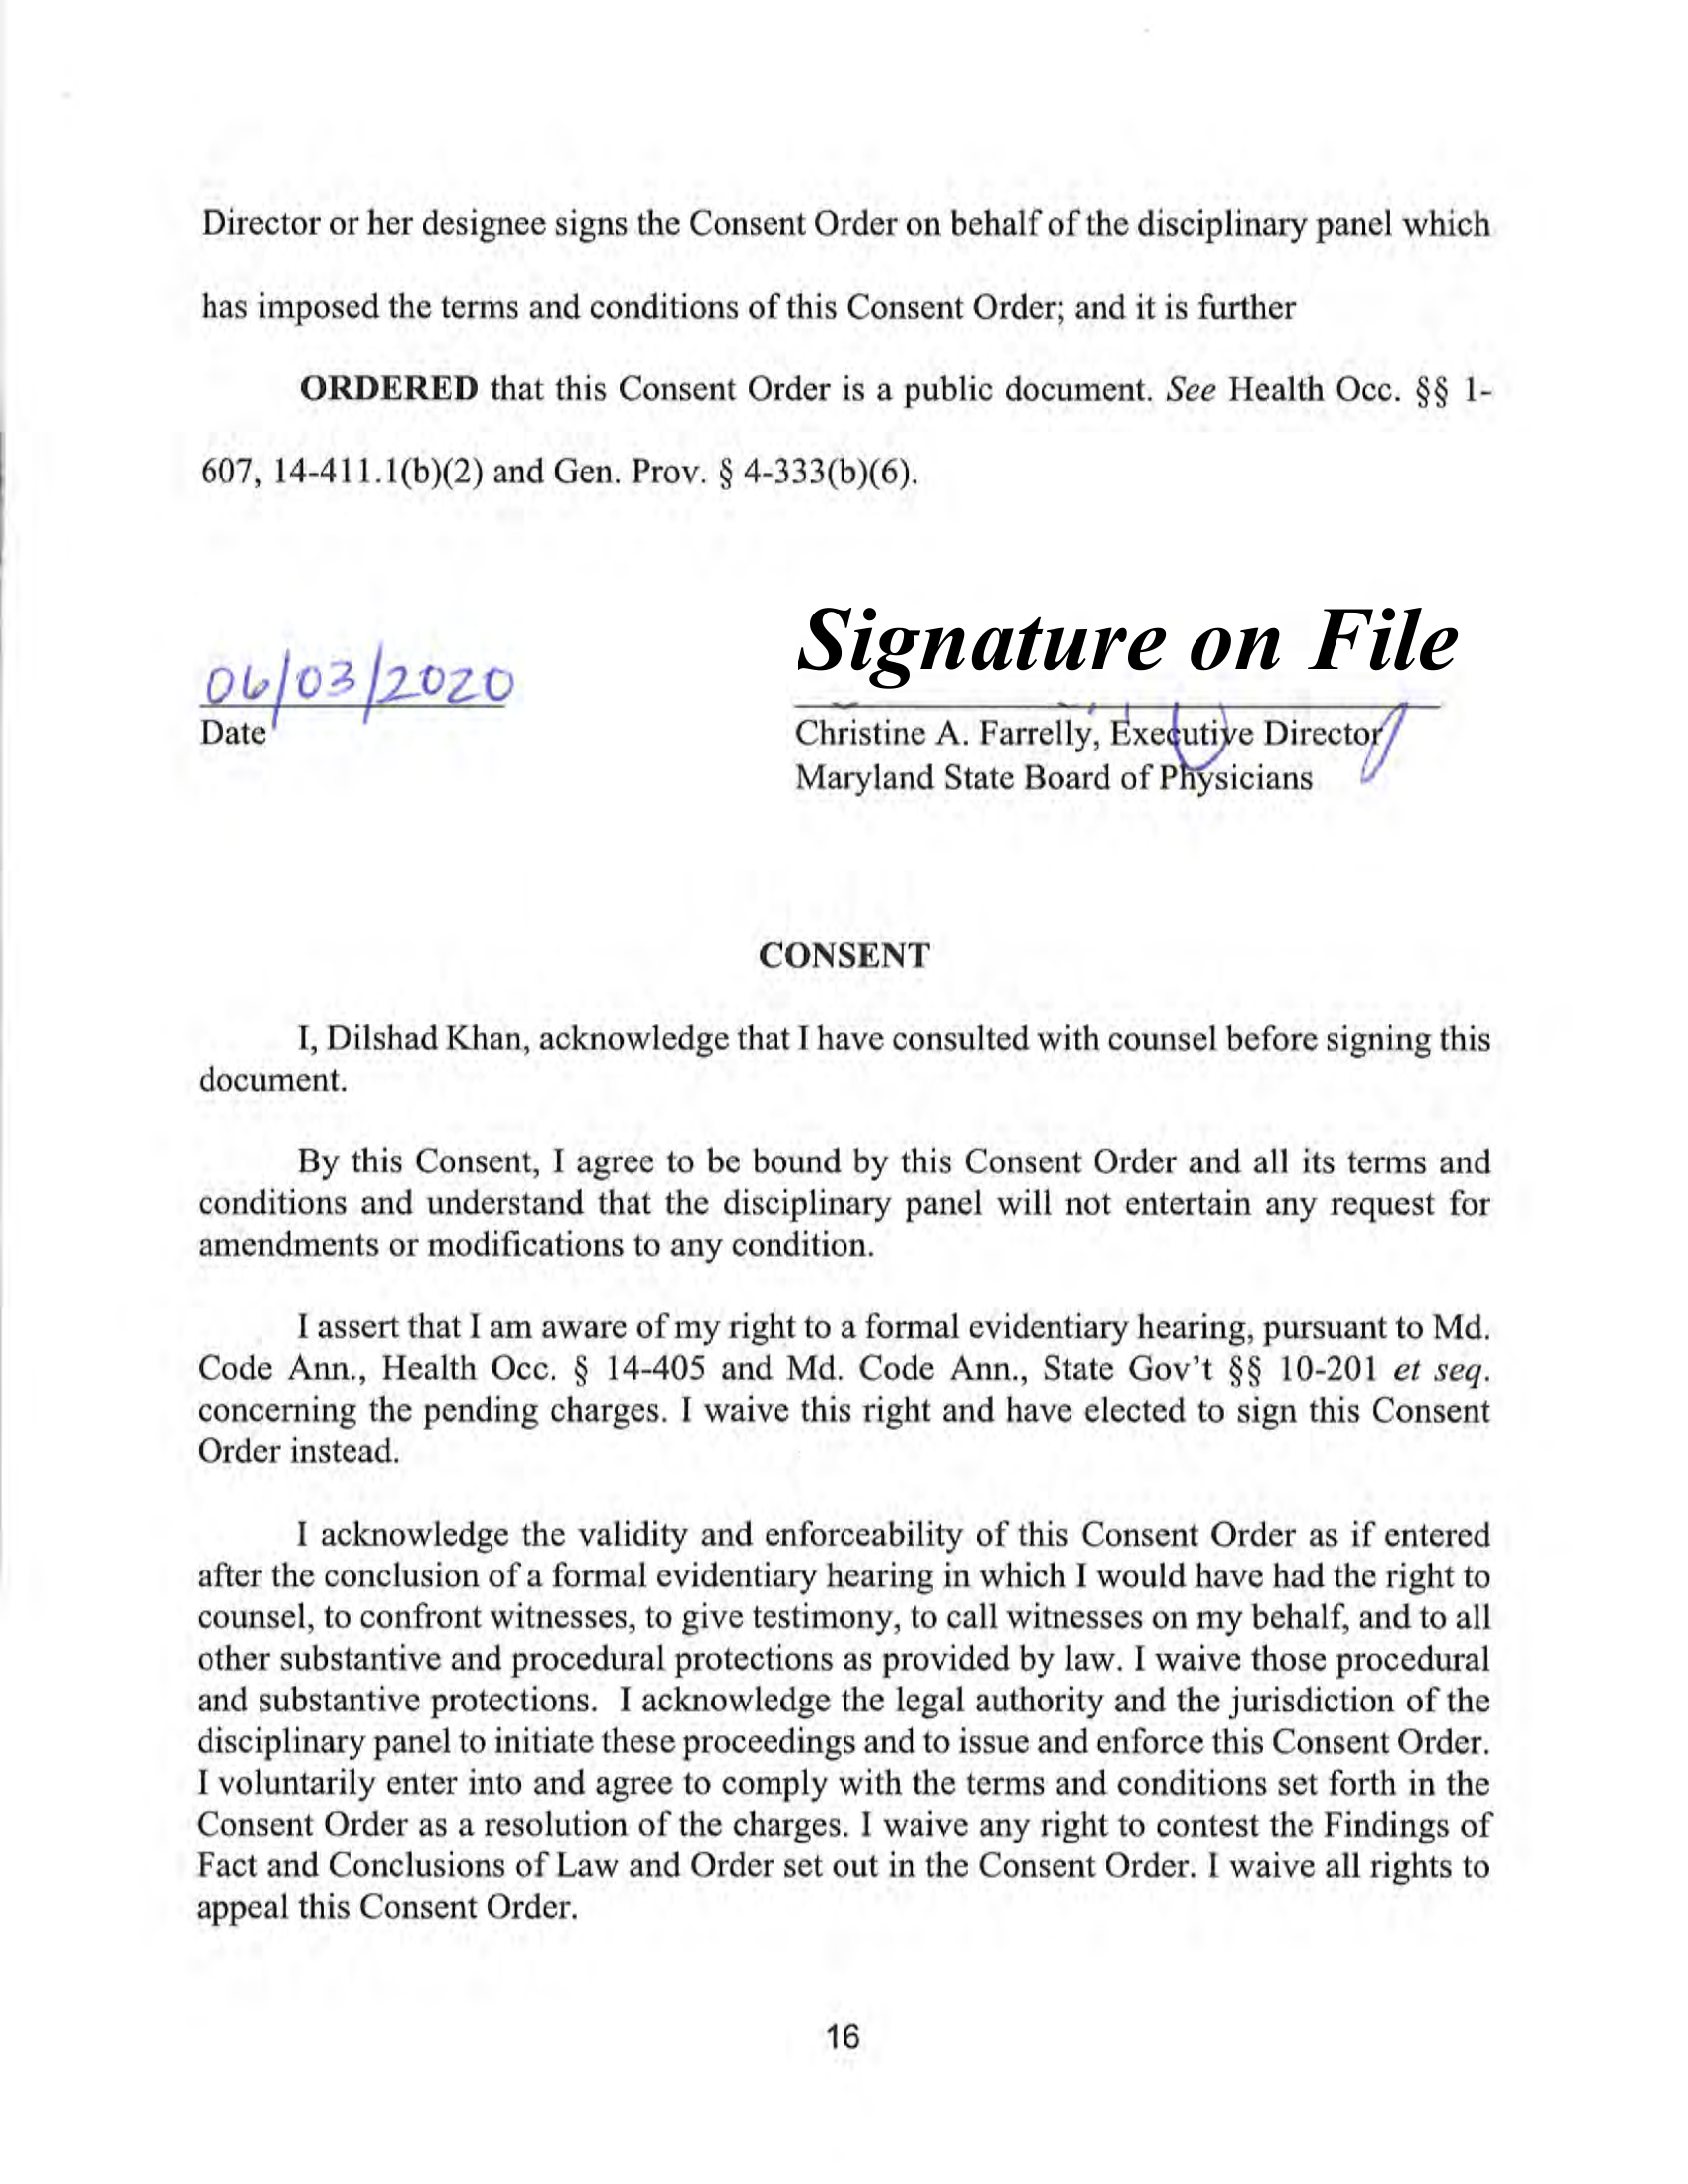 Director or her designee signs the Consent Order on behalf of the disciplinary panel which
has imposed the terms and conditions of this Consent Order; and it is further
ORDERED that this Consent Order is a public document. See Health Occ. §§ 1-
607, 14-411.1(b)(2) and Gen. Prov. § 4-333(b)(6).
06/03/2020
Signature on File
Date
Christine A. Farrelly, Executive Director
Maryland State Board of Physicians
CONSENT
I, Dilshad Khan, acknowledge that I have consulted with counsel before signing this
document.
By this Consent, I agree to be bound by this Consent Order and all its terms and
conditions and understand that the disciplinary panel will not entertain any request for
amendments or modifications to any condition.
I assert that I am aware of my right to a formal evidentiary hearing, pursuant to Md.
Code Ann., Health Occ. § 14-405 and Md. Code Ann., State Gov't §§ 10-201 et seq.
concerning the pending charges. I waive this right and have elected to sign this Consent
Order instead.
I acknowledge the validity and enforceability of this Consent Order as if entered
after the conclusion of a formal evidentiary hearing in which I would have had the right to
counsel, to confront witnesses, to give testimony, to call witnesses on my behalf, and to all
other substantive and procedural protections as provided by law. I waive those procedural
and substantive protections. I acknowledge the legal authority and the jurisdiction of the
disciplinary panel to initiate these proceedings and to issue and enforce this Consent Order.
I voluntarily enter into and agree to comply with the terms and conditions set forth in the
Consent Order as a resolution of the charges. I waive any right to contest the Findings of
Fact and Conclusions of Law and Order set out in the Consent Order. I waive all rights to
appeal this Consent Order.
16